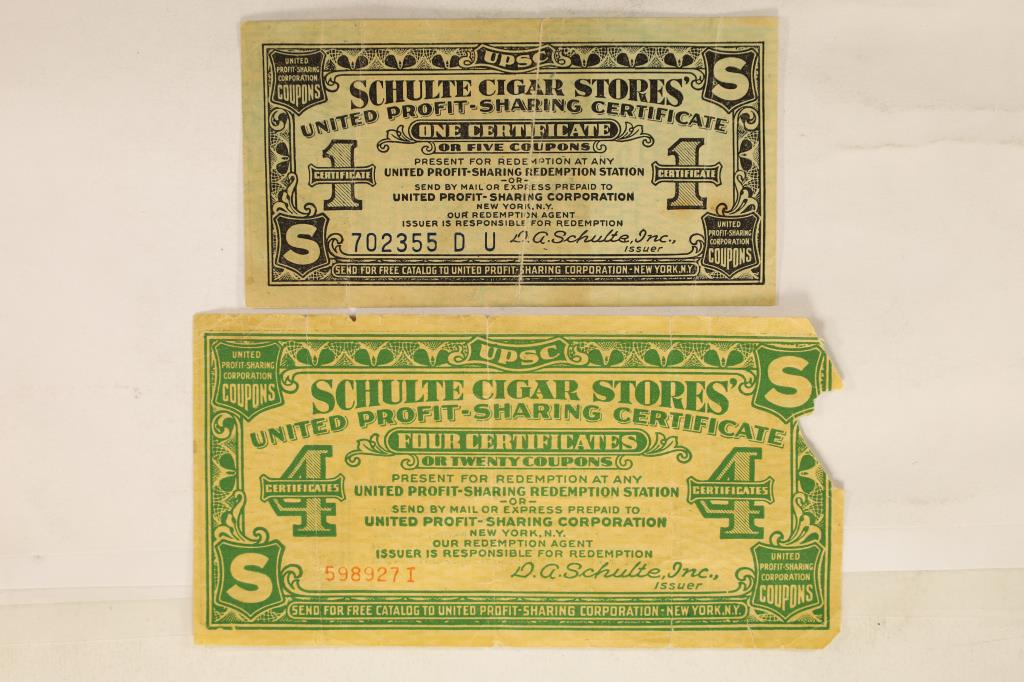 UPSC
UNITED
PROFIT-SHARING
CORPORATION
COUPONS
S
SCHULTE CIGAR STORES'
UNITED PROFIT-SHARING CERTIFICATE
ONE CERTIFICATE
OR FIVE COUPONS
1
CERTIFICATE
1
CERTIFICATE
PRESENT FOR REDEMPTION AT ANY
UNITED PROFIT-SHARING REDEMPTION STATION
-OR-
SEND BY MAIL OR EXPRESS PREPAID TO
UNITED PROFIT-SHARING CORPORATION
NEW YORK, N.Y.
OUR REDEMPTION AGENT
ISSUER IS RESPONSIBLE FOR REDEMPTION
S
702355 D U
D. A. Schulte, Inc.,
Issuer
UNITED
PROFIT-SHARING
CORPORATION
COUPONS
SEND FOR FREE CATALOG TO UNITED PROFIT-SHARING CORPORATION - NEW YORK, N.Y.
UPSC
UNITED
PROFIT-SHARING
CORPORATION
COUPONS
S
SCHULTE CIGAR STORES'
UNITED PROFIT-SHARING CERTIFICATE
FOUR CERTIFICATES
OR TWENTY COUPONS
4
CERTIFICATES
4
CERTIFICATES
PRESENT FOR REDEMPTION AT ANY
UNITED PROFIT-SHARING REDEMPTION STATION
-OR-
SEND BY MAIL OR EXPRESS PREPAID TO
UNITED PROFIT-SHARING CORPORATION
NEW YORK, N.Y.
OUR REDEMPTION AGENT
ISSUER IS RESPONSIBLE FOR REDEMPTION
S
598927 I
D. A. Schulte, Inc.,
Issuer
UNITED
PROFIT-SHARING
CORPORATION
COUPONS
SEND FOR FREE CATALOG TO UNITED PROFIT-SHARING CORPORATION - NEW YORK, N.Y.